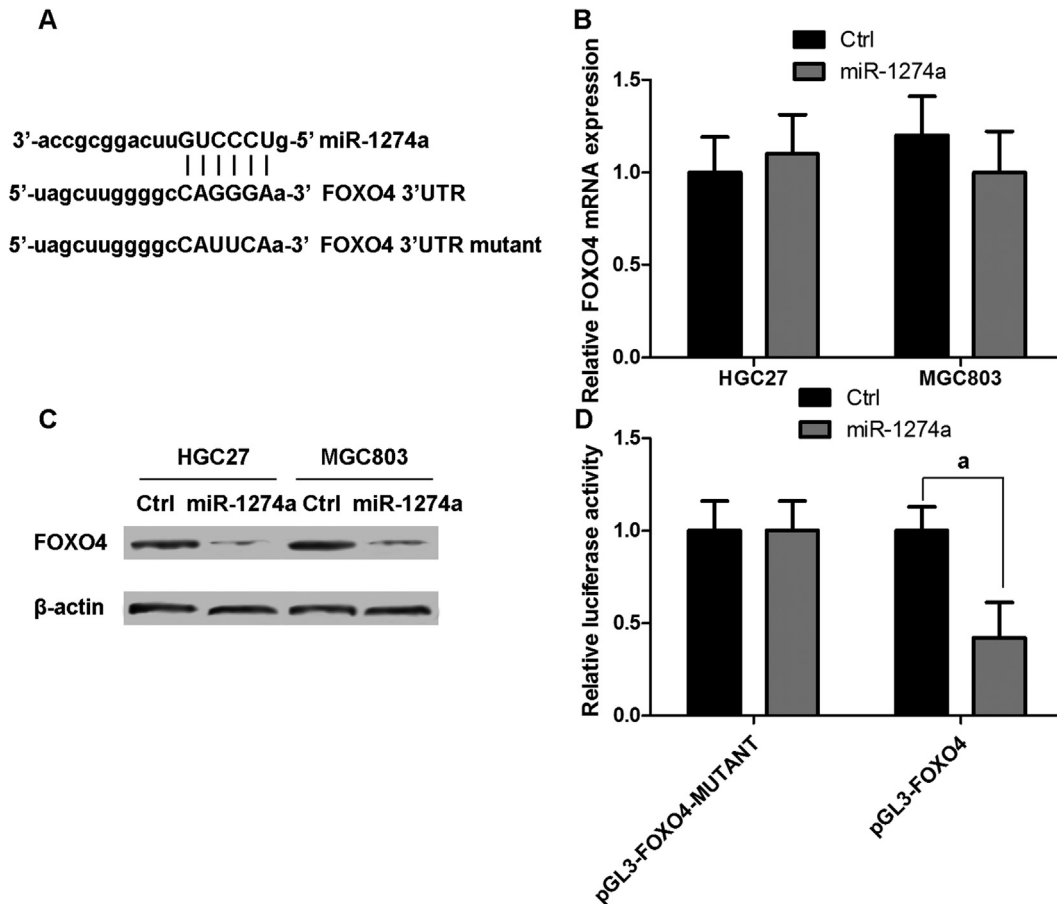 A
3’-accgcggacuuGUCCCUg-5’ miR-1274a
5’-uagcuuggggcCAGGGAa-3’ FOXO4 3’UTR
5’-uagcuuggggcCAUUCAa-3’ FOXO4 3’UTR mutant
B
Ctrl
miR-1274a
Relative FOXO4 mRNA expression
1.5
1.0
0.5
0.0
HGC27 MGC803
C
HGC27 MGC803
Ctrl miR-1274a Ctrl miR-1274a
FOXO4
β-actin
D
Ctrl
miR-1274a
Relative luciferase activity
1.5
1.0
0.5
0.0
a
pGL3-FOXO4-MUTANT
pGL3-FOXO4